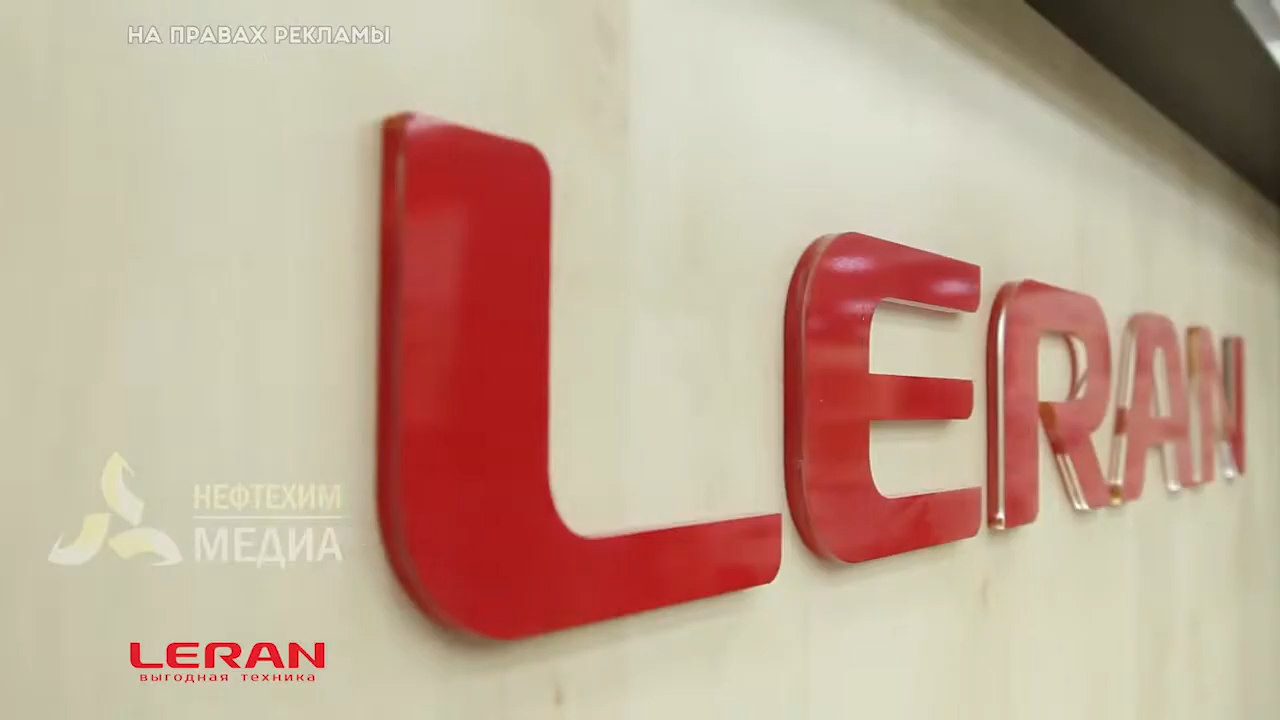 НА ПРАВАХ РЕКЛАМЫ
LERAN
НЕФТЕХИМ
МЕДИА
LERAN
выгодная техника